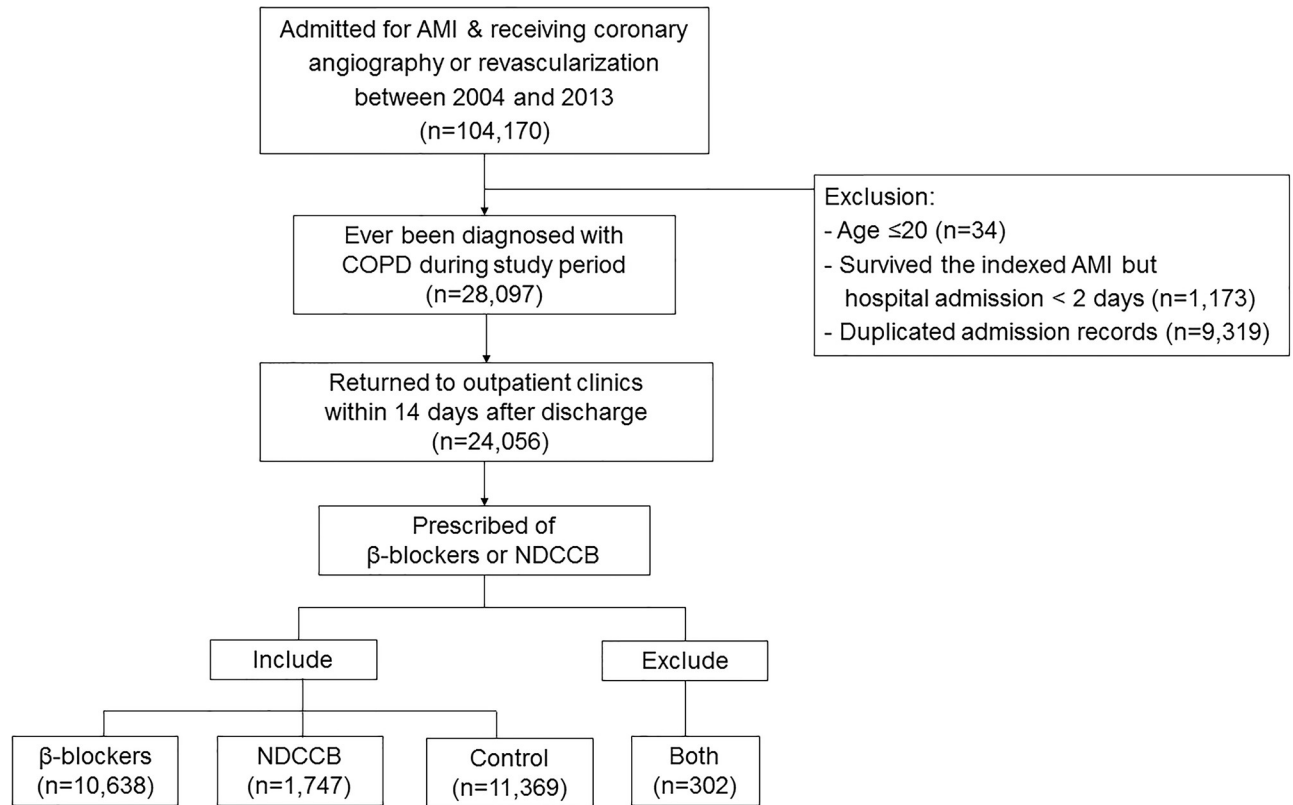 Admitted for AMI & receiving coronary
angiography or revascularization
between 2004 and 2013
(n=104,170)
Exclusion:
- Age ≤20 (n=34)
- Survived the indexed AMI but
hospital admission < 2 days (n=1,173)
- Duplicated admission records (n=9,319)
Ever been diagnosed with
COPD during study period
(n=28,097)
Returned to outpatient clinics
within 14 days after discharge
(n=24,056)
Prescribed of
β-blockers or NDCCB
Include
Exclude
β-blockers
(n=10,638)
NDCCB
(n=1,747)
Control
(n=11,369)
Both
(n=302)